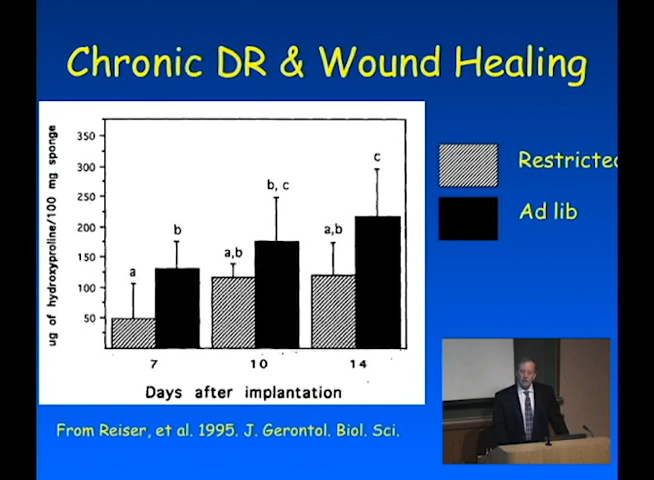 Chronic DR & Wound Healing
ug of hydroxyproline/100 mg sponge
350
300
250
200
150
100
50
a
b
a,b
b, c
a,b
c
7
10
14
Days after implantation
Restricted
Ad lib
From Reiser, et al. 1995. J. Gerontol. Biol. Sci.